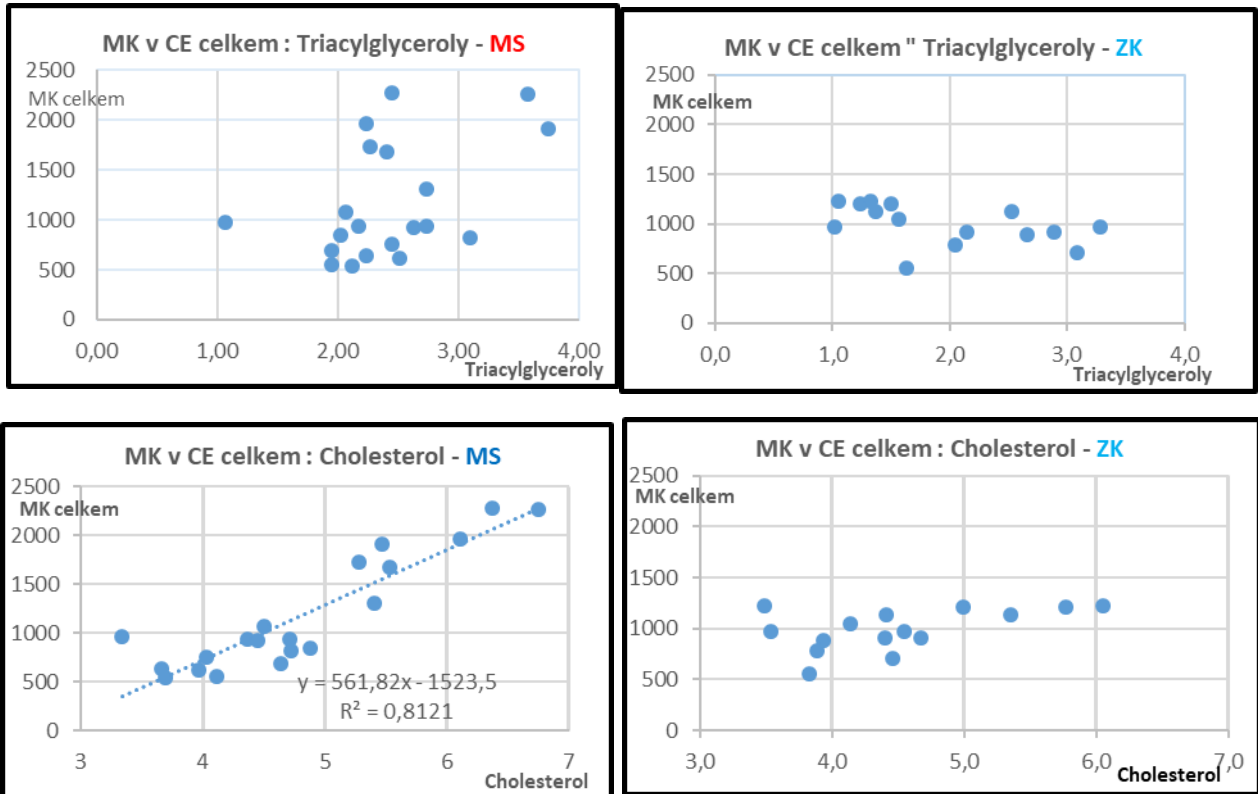 MK v CE celkem : Triacylglyceroly - MS
2500
MK celkem
2000
1500
1000
500
0
0,00 1,00 2,00 3,00 4,00
Triacylglyceroly
MK v CE celkem " Triacylglyceroly - ZK
2500
MK celkem
2000
1500
1000
500
0
0,0 1,0 2,0 3,0 4,0
Triacylglyceroly
MK v CE celkem : Cholesterol - MS
2500
MK celkem
2000
1500
1000
500
0
y = 561,82x - 1523,5
R² = 0,8121
3 4 5 6 7
Cholesterol
MK v CE celkem : Cholesterol - ZK
2500
MK celkem
2000
1500
1000
500
0
3,0 4,0 5,0 6,0 7,0
Cholesterol